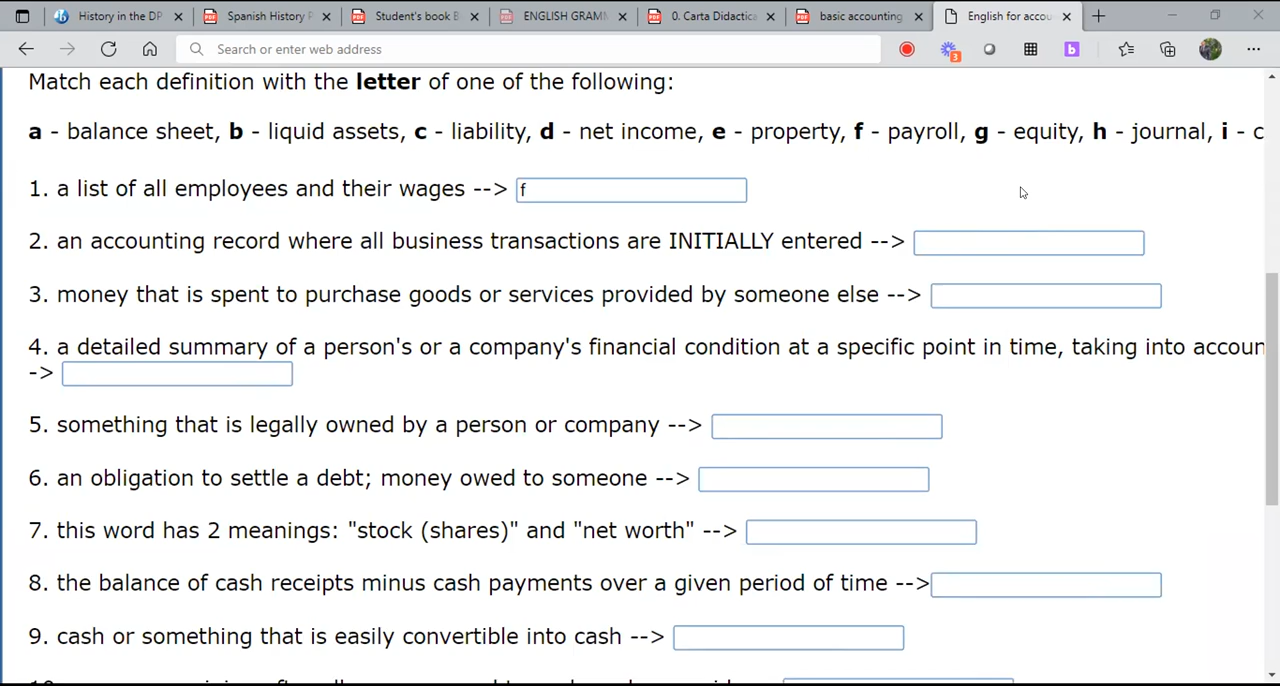 History in the DP
Spanish History P
Student's book B
ENGLISH GRAMM
0. Carta Didactica
basic accounting
English for accou
Search or enter web address
3
b
Match each definition with the letter of one of the following:
a - balance sheet, b - liquid assets, c - liability, d - net income, e - property, f - payroll, g - equity, h - journal, i - c
1. a list of all employees and their wages --> f
2. an accounting record where all business transactions are INITIALLY entered -->
3. money that is spent to purchase goods or services provided by someone else -->
4. a detailed summary of a person's or a company's financial condition at a specific point in time, taking into accoun
->
5. something that is legally owned by a person or company -->
6. an obligation to settle a debt; money owed to someone -->
7. this word has 2 meanings: "stock (shares)" and "net worth" -->
8. the balance of cash receipts minus cash payments over a given period of time -->
9. cash or something that is easily convertible into cash -->